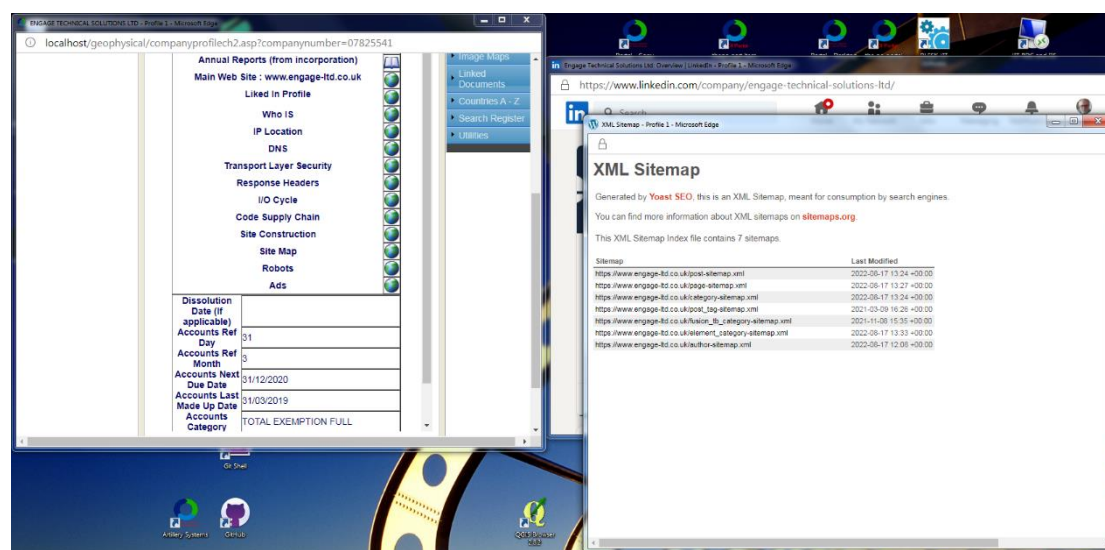 ENGAGE TECHNICAL SOLUTIONS LTD - Profile 1 - Microsoft Edge
localhost/geophysical/companyprofilech2.asp?companynumber=07825541
Annual Reports (from incorporation)
Main Web Site : www.engage-ltd.co.uk
Liked In Profile
Who IS
IP Location
DNS
Transport Layer Security
Response Headers
I/O Cycle
Code Supply Chain
Site Construction
Site Map
Robots
Ads
Dissolution
Date (If
applicable)
Accounts Ref
Day
31
Accounts Ref
Month
3
Accounts Next
Due Date
31/12/2020
Accounts Last
Made Up Date
31/03/2019
Accounts
Category
TOTAL EXEMPTION FULL
Image Maps
Linked
Documents
Countries A - Z
Search Register
Utilities
Engage Technical Solutions Ltd: Overview | LinkedIn - Profile 1 - Microsoft Edge
https://www.linkedin.com/company/engage-technical-solutions-ltd/
in
Search
XML Sitemap - Profile 1 - Microsoft Edge
XML Sitemap
Generated by Yoast SEO, this is an XML Sitemap, meant for consumption by search engines.
You can find more information about XML sitemaps on sitemaps.org.
This XML Sitemap Index file contains 7 sitemaps.
Sitemap Last Modified
https://www.engage-ltd.co.uk/post-sitemap.xml 2022-08-17 13:24 +00:00
https://www.engage-ltd.co.uk/page-sitemap.xml 2022-08-17 13:27 +00:00
https://www.engage-ltd.co.uk/category-sitemap.xml 2022-08-17 13:24 +00:00
https://www.engage-ltd.co.uk/post_tag-sitemap.xml 2021-03-09 16:26 +00:00
https://www.engage-ltd.co.uk/fusion_tb_category-sitemap.xml 2021-11-08 15:35 +00:00
https://www.engage-ltd.co.uk/element_category-sitemap.xml 2022-08-17 13:33 +00:00
https://www.engage-ltd.co.uk/author-sitemap.xml 2022-08-17 12:08 +00:00
Git Shell
Artillery Systems
GitHub
QGIS Browser